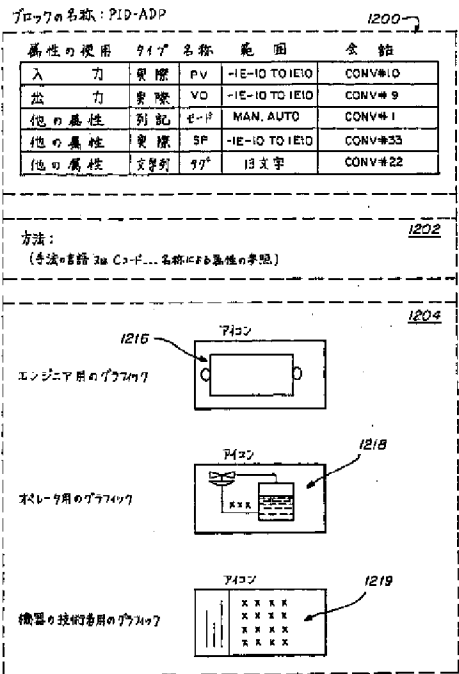 ブロックの名称:PID-ADP
1200
属性の使用 タイプ 名称 範囲 会話
入力 実際 PV -1E-10 TO 1E10 CONV#10
出力 実際 VO -1E-10 TO 1E10 CONV#9
他の属性 列記 モード MAN, AUTO CONV#1
他の属性 実際 SP -1E-10 TO 1E10 CONV#33
他の属性 文字列 タグ 13文字 CONV#22
1202
方法:
(手法の言語 又は Cコード...名称による属性の参照)
1204
1216
アイコン
エンジニア用のグラフィック
アイコン
1218
xxx
オペレータ用のグラフィック
アイコン
1219
x x x x
x x x x
x x x x
x x x x
機器の技術者用のグラフィック